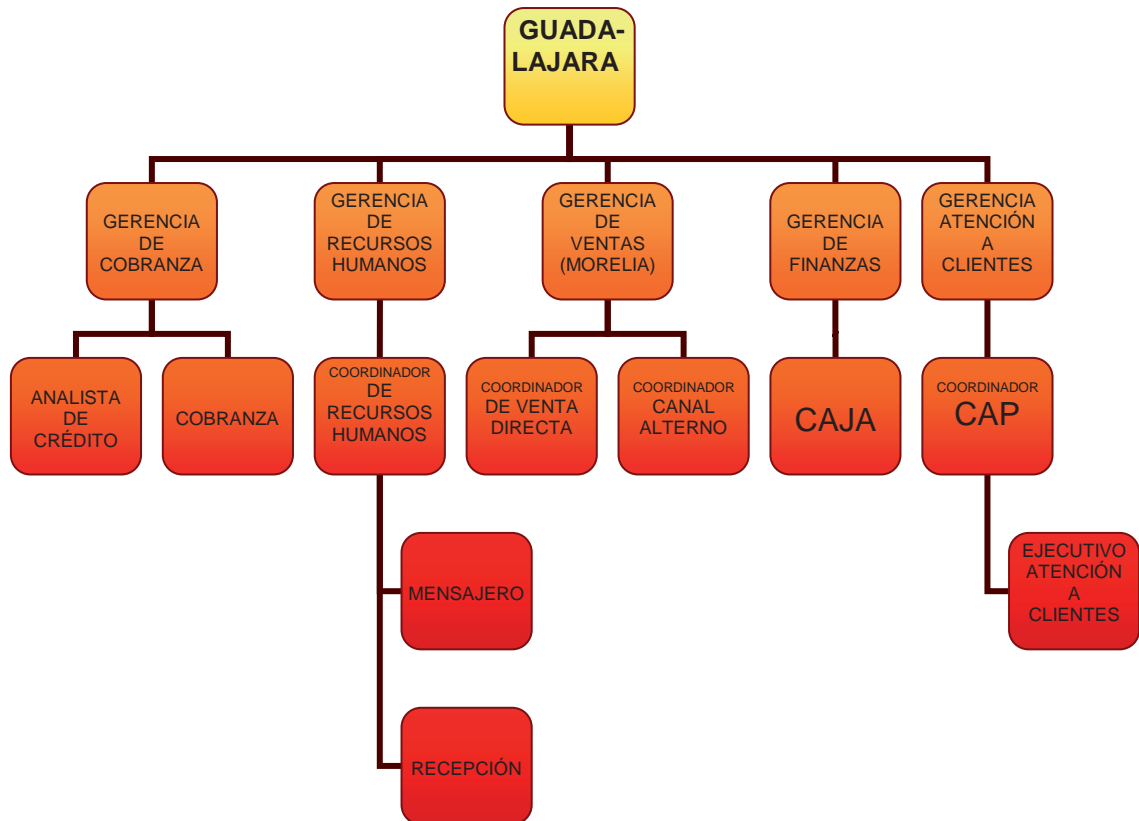 GUADA-
LAJARA
GERENCIA
DE
COBRANZA
GERENCIA
DE
RECURSOS
HUMANOS
GERENCIA
DE
VENTAS
(MORELIA)
GERENCIA
DE
FINANZAS
GERENCIA
ATENCIÓN
A
CLIENTES
ANALISTA
DE
CRÉDITO
COBRANZA
COORDINADOR
DE
RECURSOS
HUMANOS
COORDINADOR
DE VENTA
DIRECTA
COORDINADOR
CANAL
ALTERNO
CAJA
COORDINADOR
CAP
MENSAJERO
EJECUTIVO
ATENCIÓN
A
CLIENTES
RECEPCIÓN